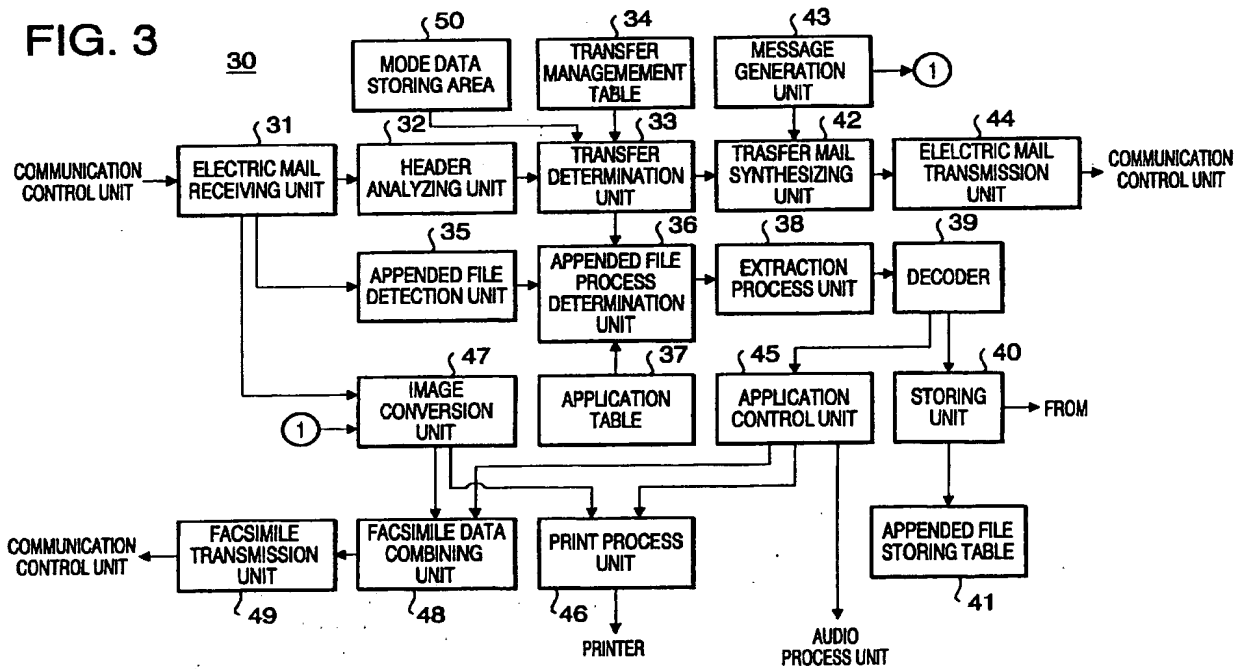 FIG. 3
30
50
MODE DATA
STORING AREA
34
TRANSFER
MANAGEMEMENT
TABLE
43
MESSAGE
GENERATION
UNIT
1
COMMUNICATION
CONTROL UNIT
31
ELECTRIC MAIL
RECEIVING UNIT
32
HEADER
ANALYZING UNIT
33
TRANSFER
DETERMINATION
UNIT
42
TRASFER MAIL
SYNTHESIZING
UNIT
44
ELELCTRIC MAIL
TRANSMISSION
UNIT
COMMUNICATION
CONTROL UNIT
35
APPENDED FILE
DETECTION UNIT
36
APPENDED FILE
PROCESS
DETERMINATION
UNIT
38
EXTRACTION
PROCESS UNIT
39
DECODER
47
IMAGE
CONVERSION
UNIT
1
37
APPLICATION
TABLE
45
APPLICATION
CONTROL UNIT
40
STORING
UNIT
FROM
COMMUNICATION
CONTROL UNIT
FACSIMILE
TRANSMISSION
UNIT
49
FACSIMILE DATA
COMBINING
UNIT
48
PRINT PROCESS
UNIT
46
PRINTER
AUDIO
PROCESS UNIT
APPENDED FILE
STORING TABLE
41